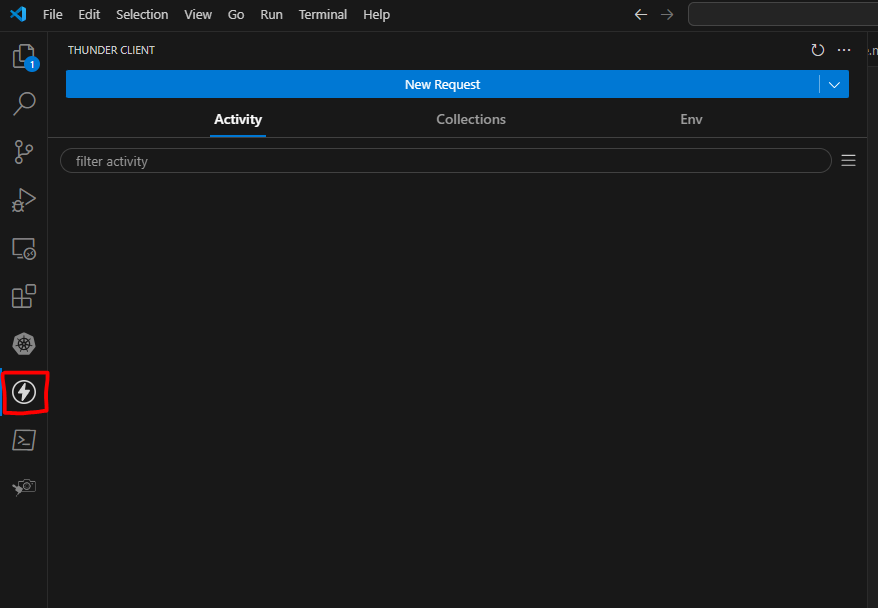 File Edit Selection View Go Run Terminal Help
THUNDER CLIENT
1
New Request
Activity Collections Env
filter activity